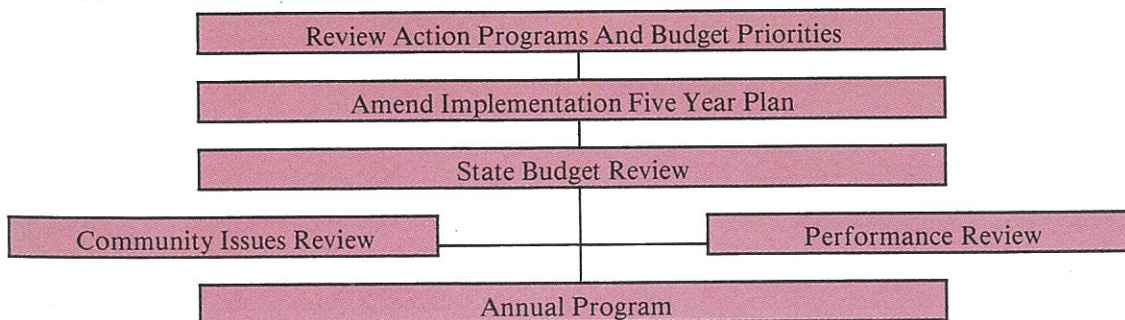 Review Action Programs And Budget Priorities
Amend Implementation Five Year Plan
State Budget Review
Community Issues Review
Performance Review
Annual Program